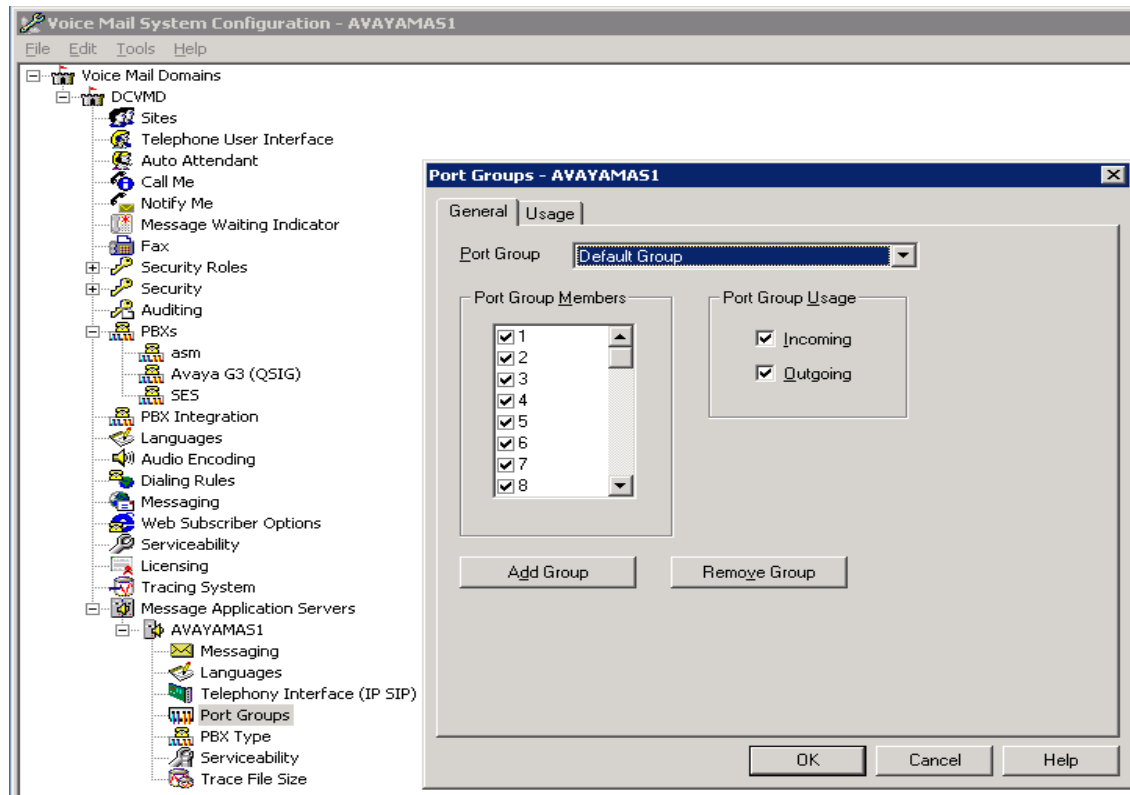 Voice Mail System Configuration - AVAYAMAS1
File Edit Tools Help
Voice Mail Domains
DCVMD
Sites
Telephone User Interface
Auto Attendant
Call Me
Notify Me
Message Waiting Indicator
Fax
Security Roles
Security
Auditing
PBXs
asm
Avaya G3 (QSIG)
SES
PBX Integration
Languages
Audio Encoding
Dialing Rules
Messaging
Web Subscriber Options
Serviceability
Licensing
Tracing System
Message Application Servers
AVAYAMAS1
Messaging
Languages
Telephony Interface (IP SIP)
Port Groups
PBX Type
Serviceability
Trace File Size
Port Groups - AVAYAMAS1
General Usage
Port Group Default Group
Port Group Members
1
2
3
4
5
6
7
8
Port Group Usage
Incoming
Outgoing
Add Group Remove Group
OK Cancel Help